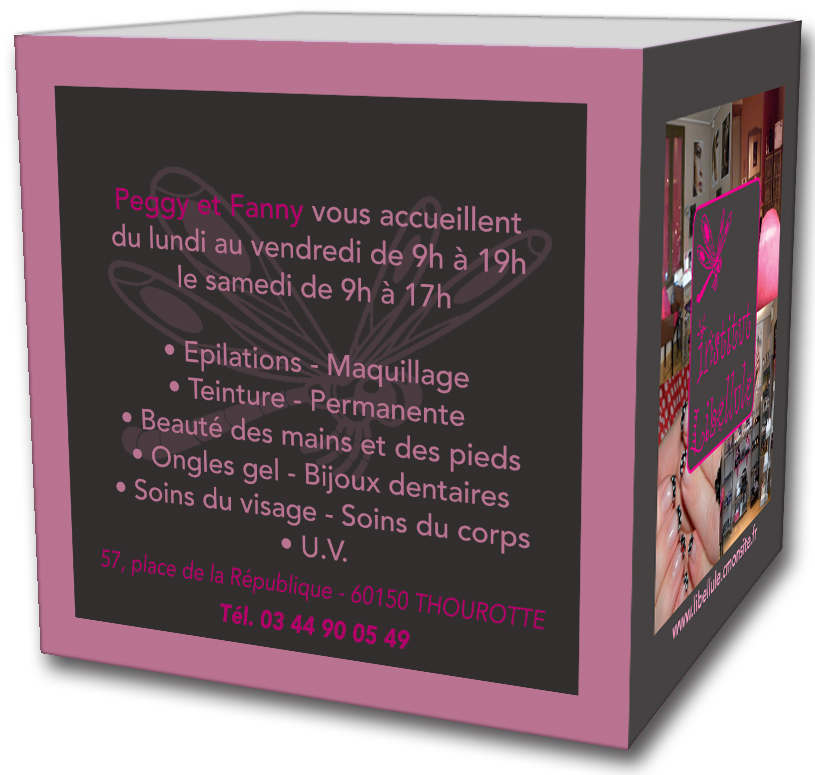 Peggy et Fanny vous accueillent
du lundi au vendredi de 9h à 19h
le samedi de 9h à 17h
• Epilations - Maquillage
• Teinture - Permanente
• Beauté des mains et des pieds
• Ongles gel - Bijoux dentaires
• Soins du visage - Soins du corps
• U.V.
57, place de la République - 60150 THOUROTTE
Tél. 03 44 90 05 49
Institut
Libellule
www.libellule.cmonsite.fr